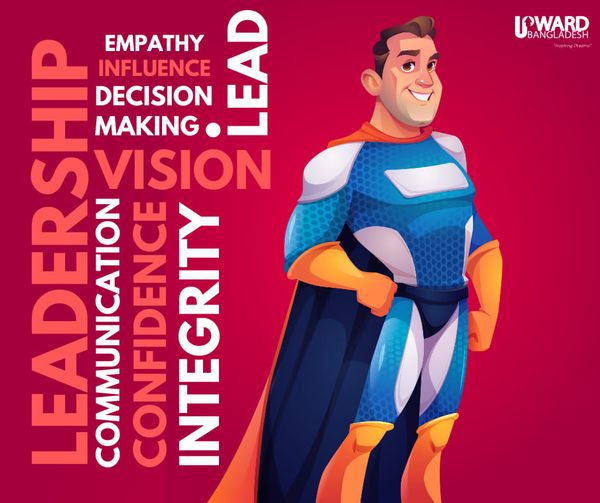 LEADERSHIP
EMPATHY
INFLUENCE
DECISION
MAKING
.LEAD
VISION
COMMUNICATION
CONFIDENCE
INTEGRITY
UPWARD
BANGLADESH
"Inspiring Dreams"